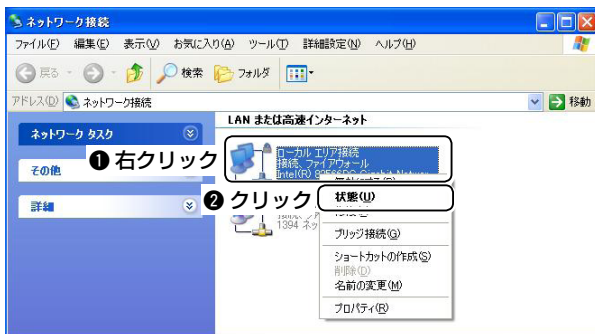 ネットワーク接続
ファイル(F) 編集(E) 表示(V) お気に入り(A) ツール(T) 詳細設定(N) ヘルプ(H)
戻る 検索 フォルダ
アドレス(D) ネットワーク接続 移動
LAN または高速インターネット
ネットワーク タスク
その他
詳細
❶ 右クリック
ローカル エリア接続
接続、ファイアウォール
Intel(R) 82566DC Gigabit Networ
❷ クリック
状態(U)
1394 ネッ
ブリッジ接続(G)
ショートカットの作成(S)
削除(D)
名前の変更(M)
プロパティ(R)